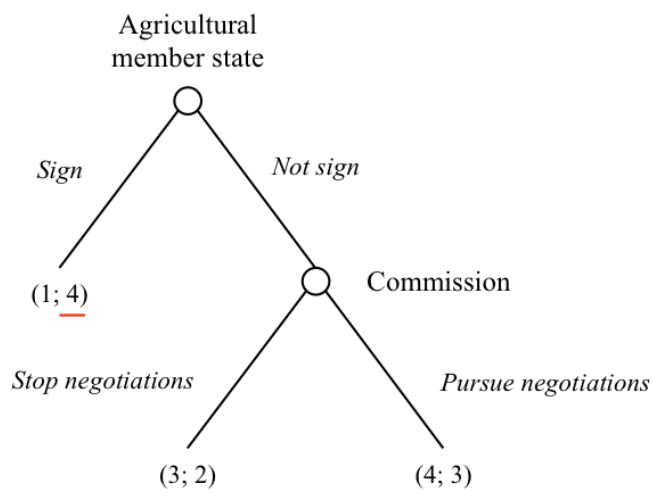 Agricultural
member state
Sign
Not sign
(1; 4)
Commission
Stop negotiations
Pursue negotiations
(3; 2)
(4; 3)